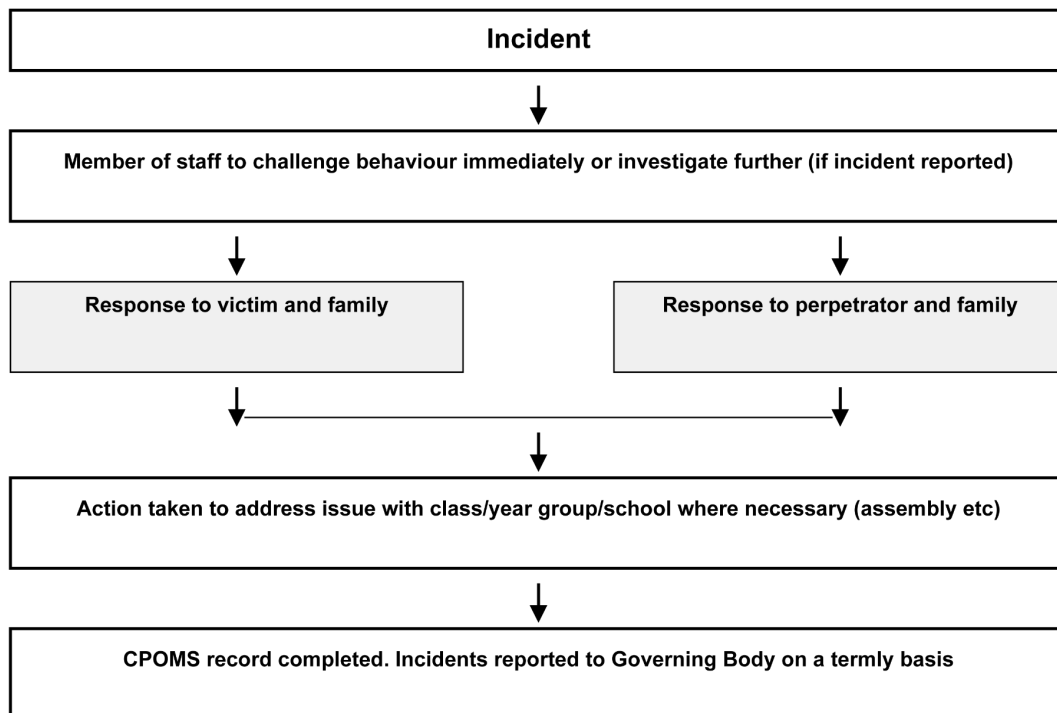 Incident
Member of staff to challenge behaviour immediately or investigate further (if incident reported)
Response to victim and family
Response to perpetrator and family
Action taken to address issue with class/year group/school where necessary (assembly etc)
CPOMS record completed. Incidents reported to Governing Body on a termly basis